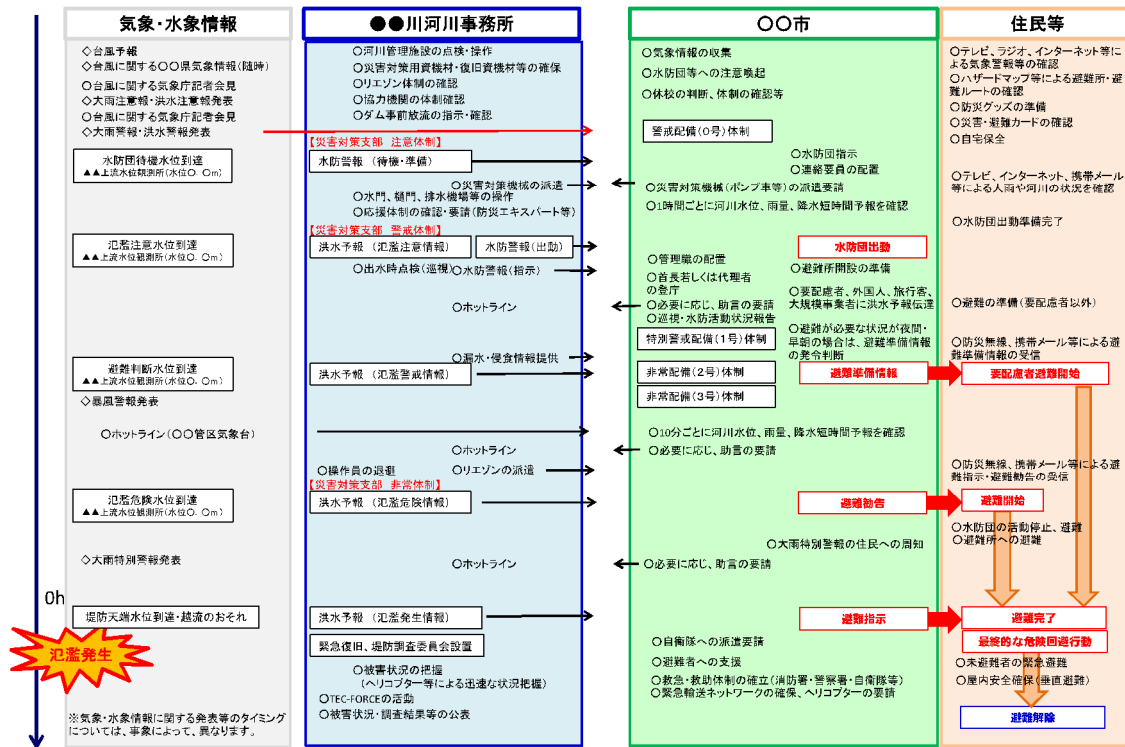 気象・水象情報
◇台風予報
◇台風に関する〇〇県気象情報(随時)
○台風に関する気象庁記者会見
◇大雨注意報・洪水注意報発表
○台風に関する気象庁記者会見
◇大雨警報・洪水警報発表
水防団待機水位到達
▲▲上流水位観測所(水位〇.〇m)
氾濫注意水位到達
▲▲上流水位観測所(水位〇.〇m)
避難判断水位到達
▲▲上流水位観測所(水位〇.〇m)
◇暴風警報発表
○ホットライン(〇〇管区気象台)
氾濫危険水位到達
▲▲上流水位観測所(水位〇.〇m)
◇大雨特別警報発表
0h
堤防天端水位到達・越流のおそれ
氾濫発生
※気象・水象情報に関する発表等のタイミング
については、事象によって、異なります。
●●川河川事務所
○河川管理施設の点検・操作
○災害対策用資機材・復旧資機材等の確保
○リエゾン体制の確認
○協力機関の体制確認
○ダム事前放流の指示・確認
【災害対策支部 注意体制】
水防警報 (待機・準備)
○災害対策機械の派遣
○水門、樋門、排水機場等の操作
○応援体制の確認・要請(防災エキスパート等)
【災害対策支部 警戒体制】
洪水予報 (氾濫注意情報)
水防警報(出動)
○出水時点検(巡視)
○水防警報(指示)
○ホットライン
○漏水・侵食情報提供
洪水予報 (氾濫警戒情報)
○ホットライン
○操作員の退避
○リエゾンの派遣
【災害対策支部 非常体制】
洪水予報 (氾濫危険情報)
○ホットライン
洪水予報 (氾濫発生情報)
緊急復旧、堤防調査委員会設置
○被害状況の把握
(ヘリコプター等による迅速な状況把握)
○TEC-FORCEの活動
○被害状況・調査結果等の公表
〇〇市
○気象情報の収集
○水防団等への注意喚起
○休校の判断、体制の確認等
警戒配備(0号)体制
○水防団指示
○連絡要員の配置
○災害対策機械(ポンプ車等)の派遣要請
○1時間ごとに河川水位、雨量、降水短時間予報を確認
水防団出動
○管理職の配置
○避難所開設の準備
○首長若しくは代理者
の登庁
○要配慮者、外国人、旅行客、
大規模事業者に洪水予報伝達
○必要に応じ、助言の要請
○巡視・水防活動状況報告
特別警戒配備(1号)体制
○避難が必要な状況が夜間・
早朝の場合は、避難準備情報
の発令判断
非常配備(2号)体制
避難準備情報
非常配備(3号)体制
○10分ごとに河川水位、雨量、降水短時間予報を確認
○必要に応じ、助言の要請
避難勧告
○大雨特別警報の住民への周知
○必要に応じ、助言の要請
避難指示
○自衛隊への派遣要請
○避難者への支援
○救急・救助体制の確立(消防署・警察署・自衛隊等)
○緊急輸送ネットワークの確保、ヘリコプターの要請
住民等
○テレビ、ラジオ、インターネット等に
よる気象警報等の確認
○ハザードマップ等による避難所・避
難ルートの確認
○防災グッズの準備
○災害・避難カードの確認
○自宅保全
○テレビ、インターネット、携帯メール
等による大雨や河川の状況を確認
○水防団出動準備完了
○避難の準備(要配慮者以外)
○防災無線、携帯メール等による避
難準備情報の受信
要配慮者避難開始
○防災無線、携帯メール等による避
難指示・避難勧告の受信
避難開始
○水防団の活動停止、避難
○避難所への避難
避難完了
最終的な危険回避行動
○未避難者の緊急避難
○屋内安全確保(垂直避難)
避難解除